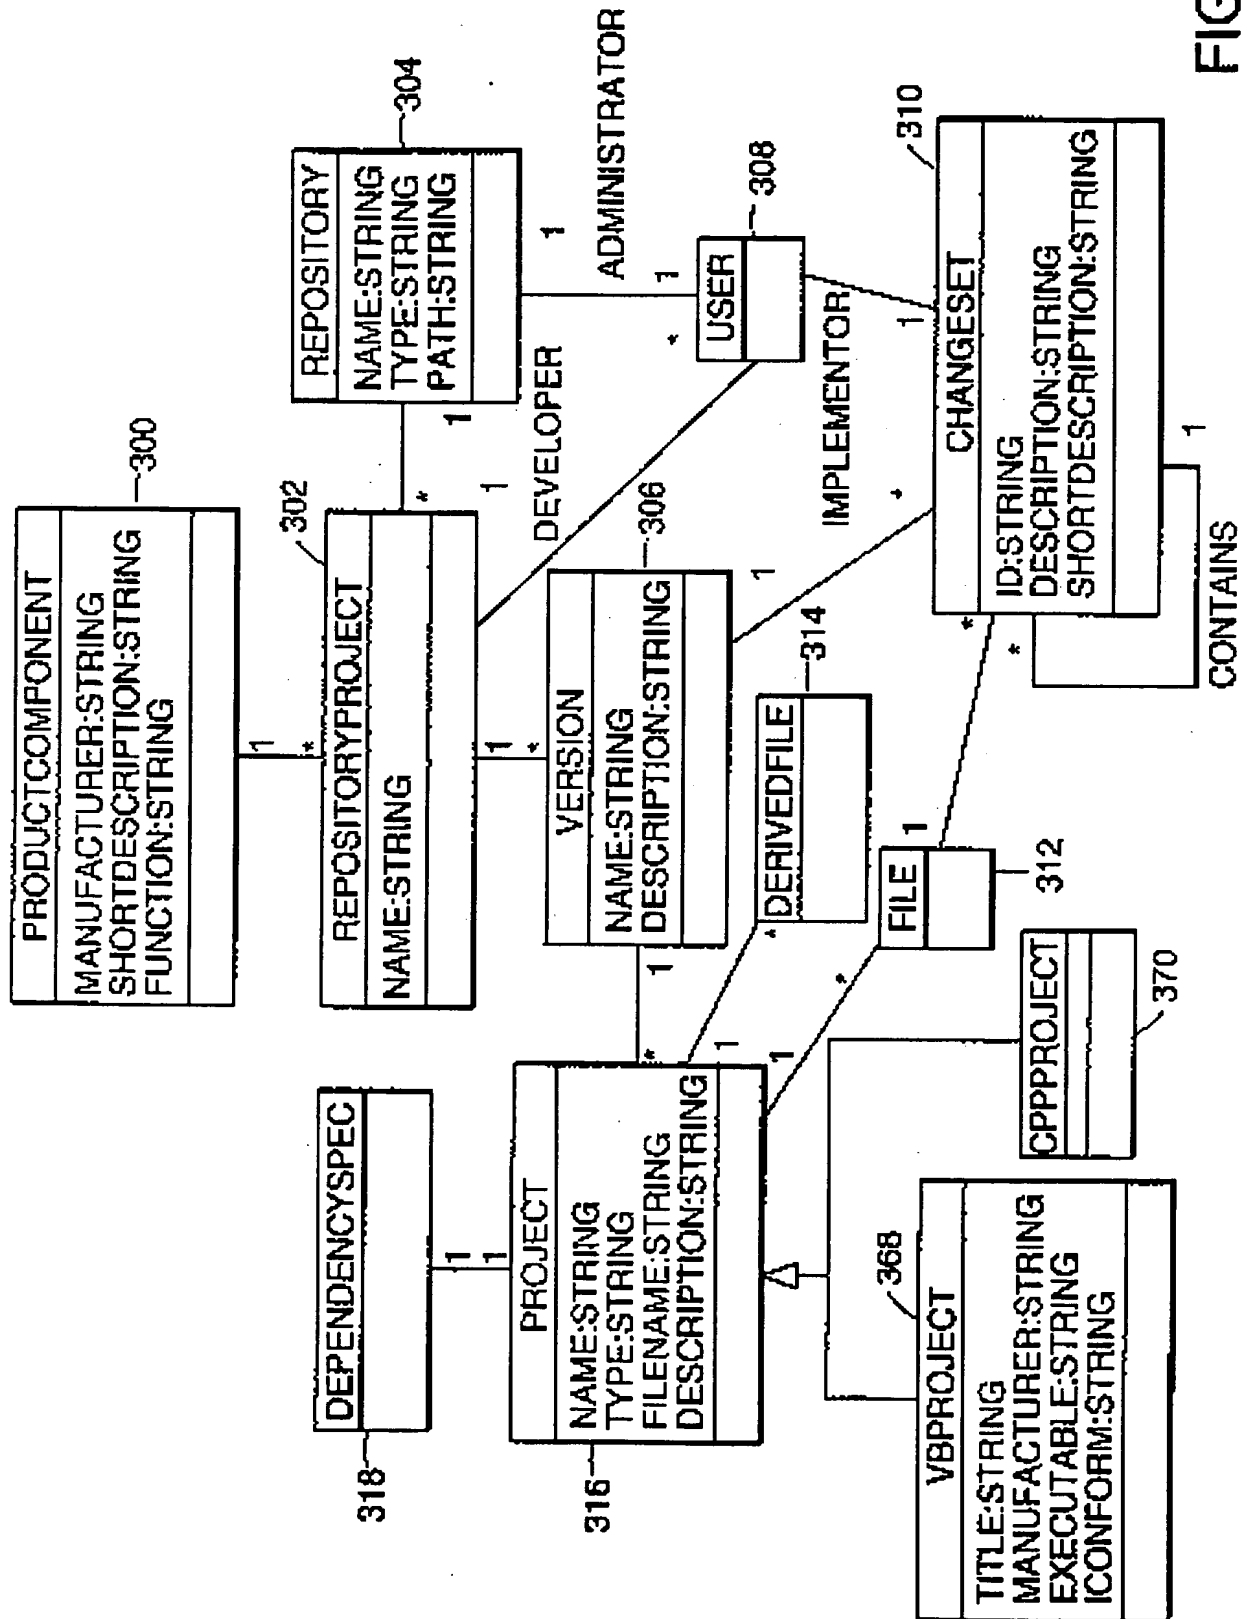 PRODUCTCOMPONENT
MANUFACTURER:STRING
SHORTDESCRIPTION:STRING
FUNCTION:STRING
300
1
*
302
REPOSITORYPROJECT
NAME:STRING
*
1
REPOSITORY
NAME:STRING
TYPE:STRING
PATH:STRING
304
1
ADMINISTRATOR
1
1
DEVELOPER
*
USER
308
1
*
VERSION
NAME:STRING
DESCRIPTION:STRING
306
1
IMPLEMENTOR
*
1
310
CHANGESET
ID:STRING
DESCRIPTION:STRING
SHORTDESCRIPTION:STRING
*
*
1
CONTAINS
DEPENDENCYSPEC
318
1
1
PROJECT
NAME:STRING
TYPE:STRING
FILENAME:STRING
DESCRIPTION:STRING
316
*
1
1
1
*
DERIVEDFILE
314
*
FILE
1
312
368
VBPROJECT
TITLE:STRING
MANUFACTURER:STRING
EXECUTABLE:STRING
ICONFORM:STRING
CPPPROJECT
370
FIG